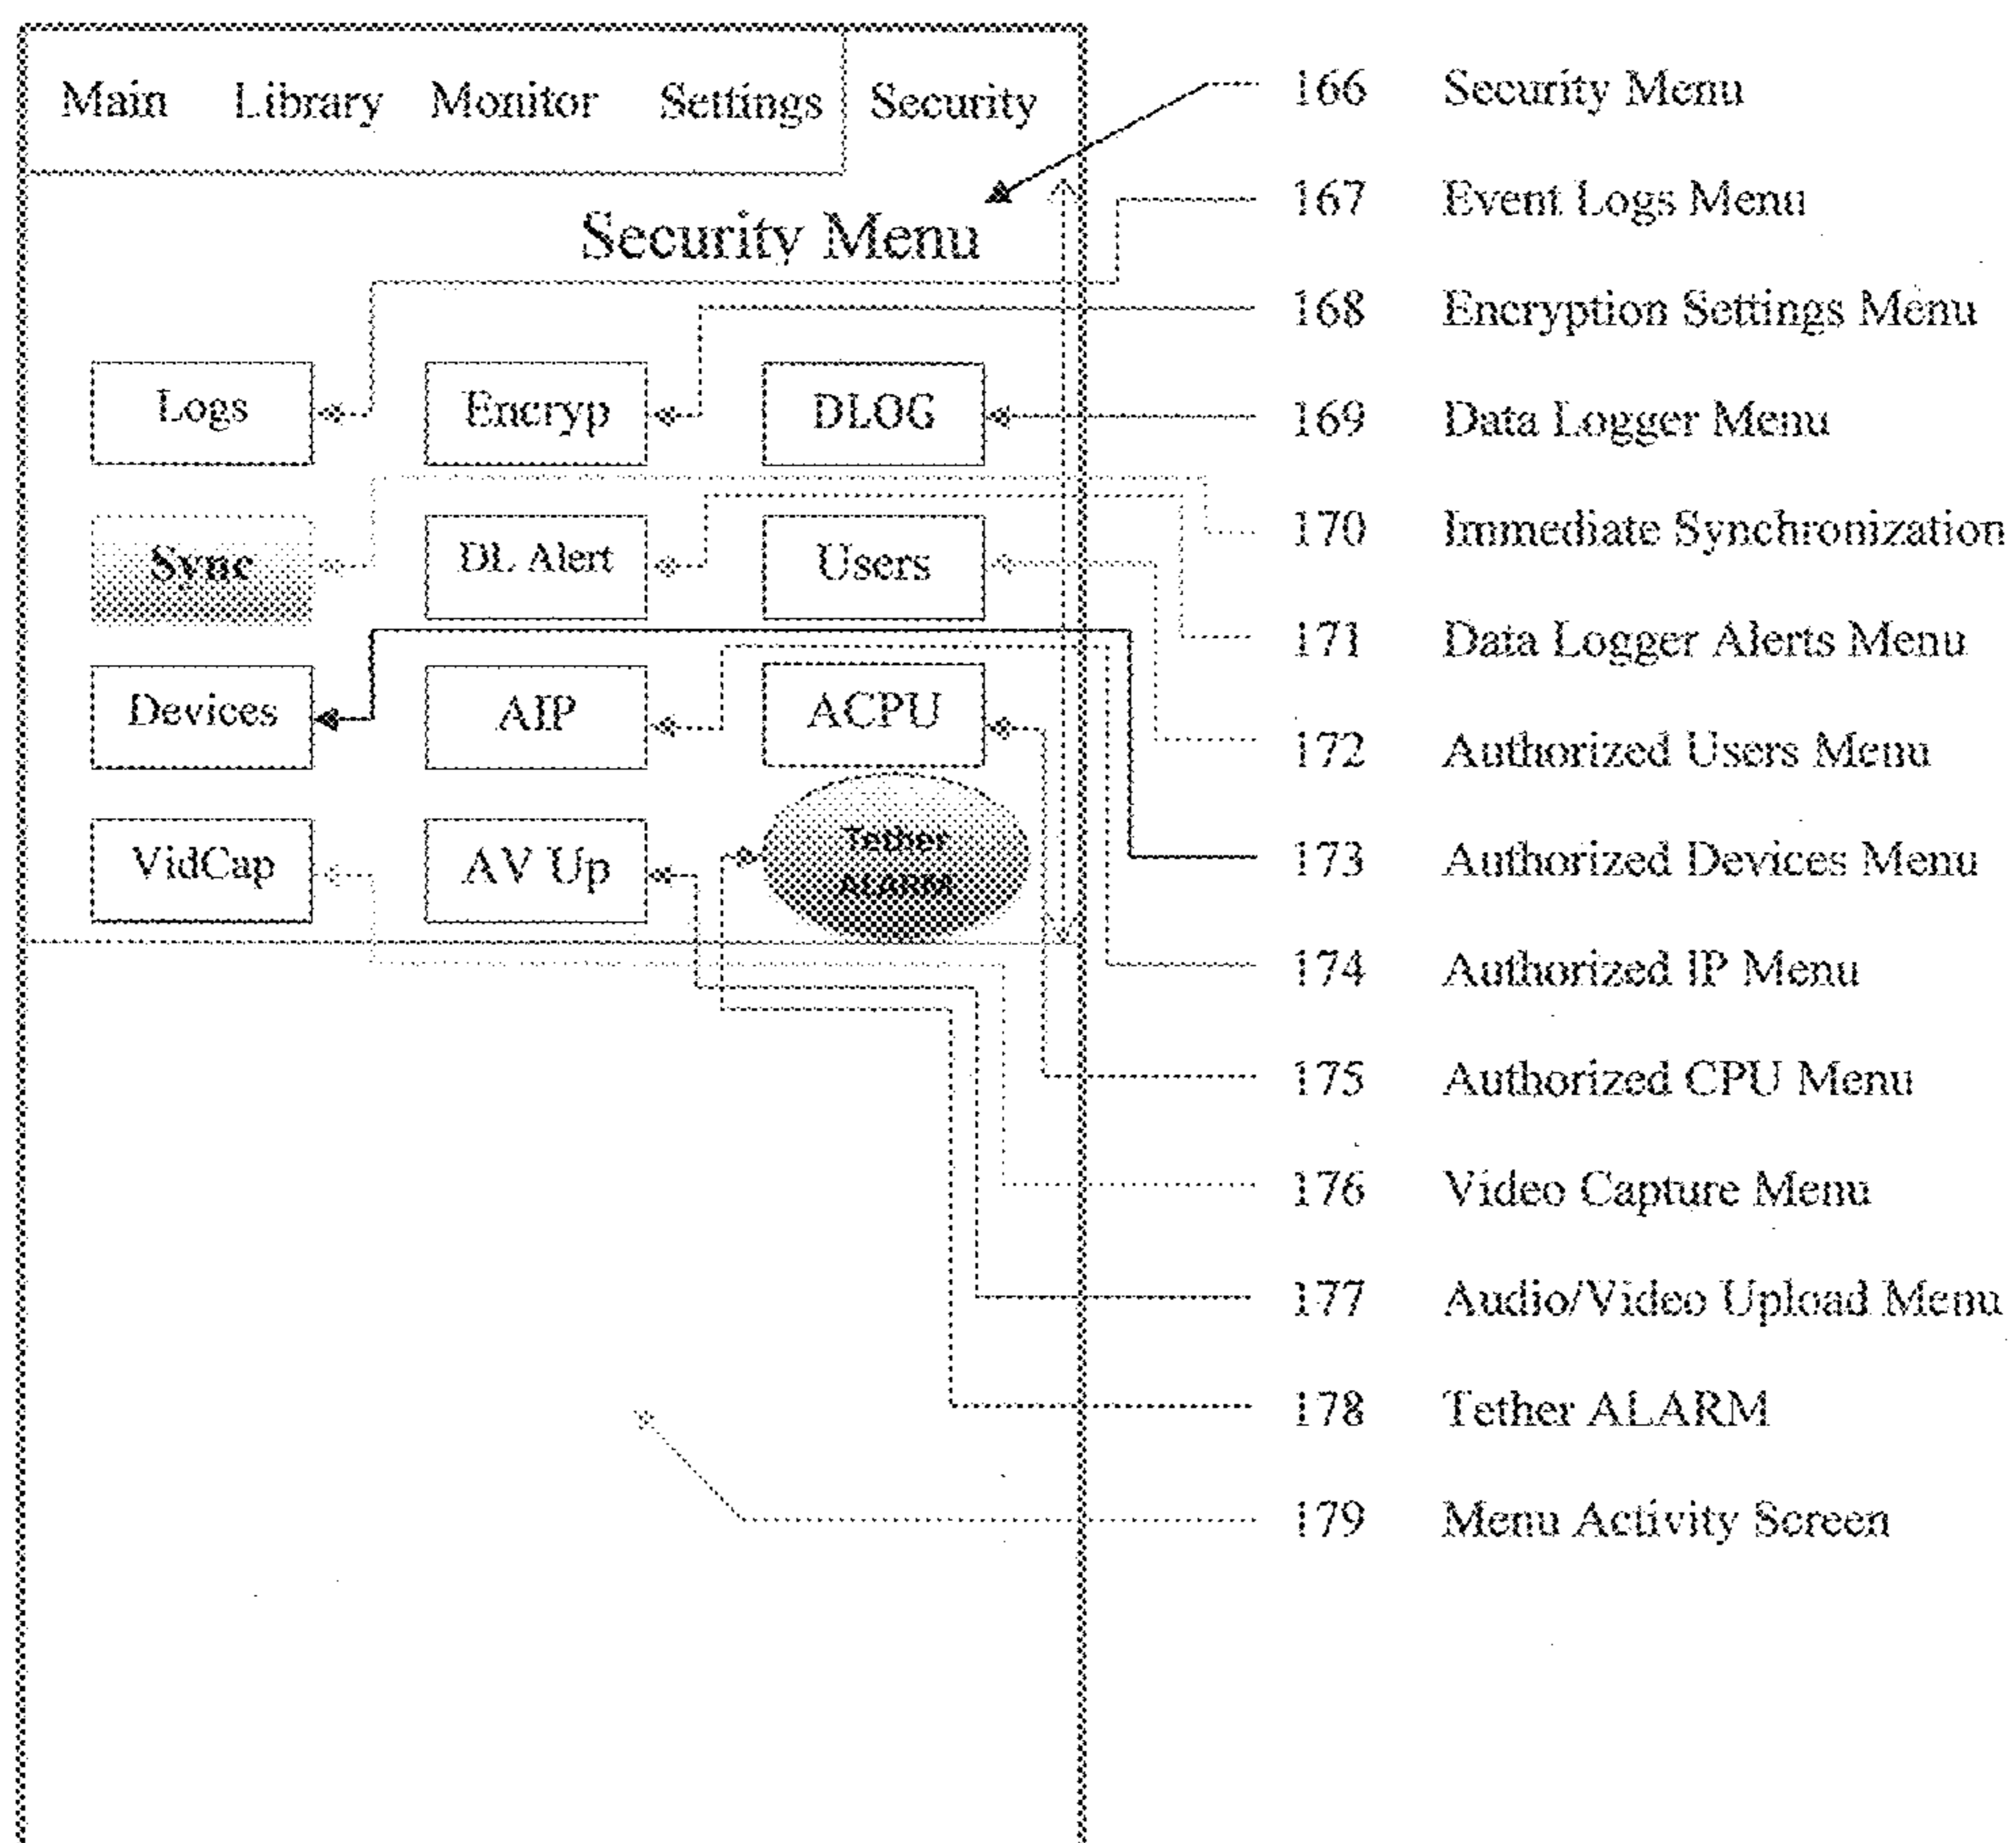 Main Library Monitor Settings Security
Security Menu
Logs Encryp DLOG
Sync DL Alert Users
Devices AIP ACPU
VidCap AV Up Tether
ALARM
166 Security Menu
167 Event Logs Menu
168 Encryption Settings Menu
169 Data Logger Menu
170 Immediate Synchronization
171 Data Logger Alerts Menu
172 Authorized Users Menu
173 Authorized Devices Menu
174 Authorized IP Menu
175 Authorized CPU Menu
176 Video Capture Menu
177 Audio/Video Upload Menu
178 Tether ALARM
179 Menu Activity Screen